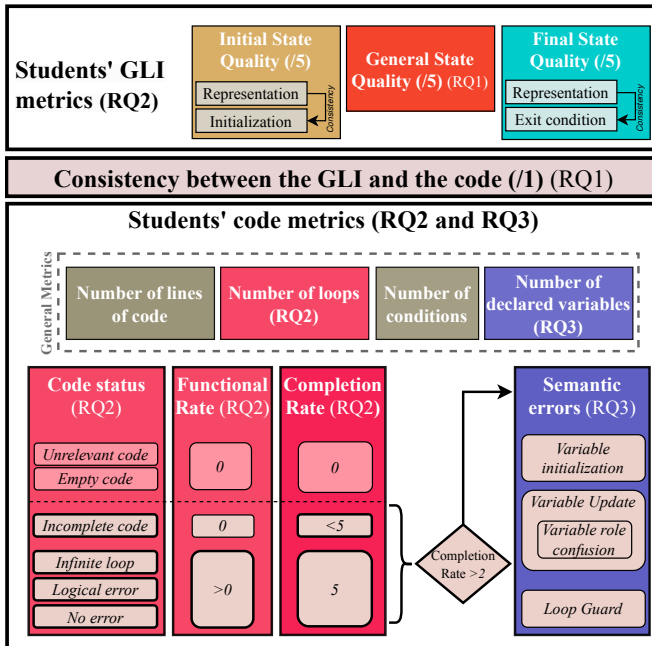 Students' GLI
metrics (RQ2)
Initial State
Quality (/5)
Representation
Initialization
Consistency
General State
Quality (/5) (RQ1)
Final State
Quality (/5)
Representation
Exit condition
Consistency
Consistency between the GLI and the code (/1) (RQ1)
Students' code metrics (RQ2 and RQ3)
General Metrics
Number of lines
of code
Number of loops
(RQ2)
Number of
conditions
Number of
declared variables
(RQ3)
Code status
(RQ2)
Unrelevant code
Empty code
Incomplete code
Infinite loop
Logical error
No error
Functional
Rate (RQ2)
0
0
>0
Completion
Rate (RQ2)
0
<5
5
Completion
Rate >2
Semantic
errors (RQ3)
Variable
initialization
Variable Update
Variable role
confusion
Loop Guard